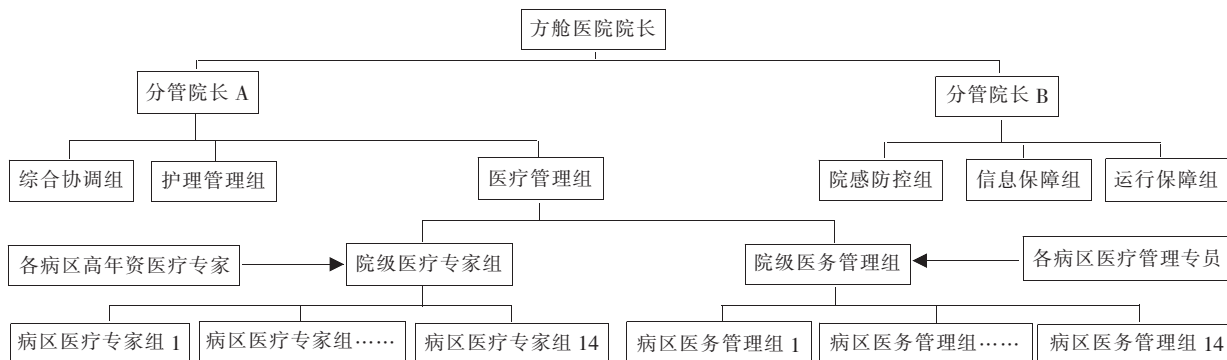 方舱医院院长
分管院长 A
分管院长 B
综合协调组
护理管理组
医疗管理组
院感防控组
信息保障组
运行保障组
各病区高年资医疗专家
院级医疗专家组
院级医务管理组
各病区医疗管理专员
病区医疗专家组 1
病区医疗专家组……
病区医疗专家组 14
病区医务管理组 1
病区医务管理组……
病区医务管理组 14